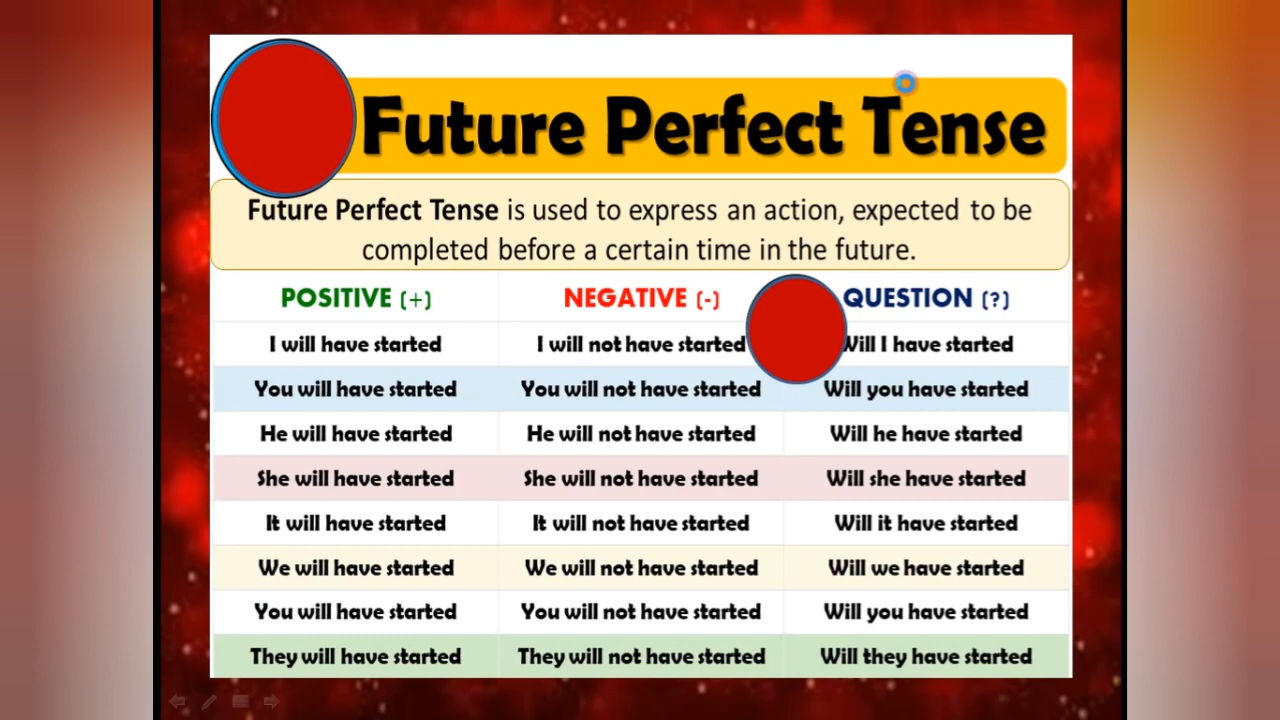 Future Perfect Tense
Future Perfect Tense is used to express an action, expected to be
completed before a certain time in the future.
POSITIVE (+) NEGATIVE (-) QUESTION (?)
I will have started I will not have started Will I have started
You will have started You will not have started Will you have started
He will have started He will not have started Will he have started
She will have started She will not have started Will she have started
It will have started It will not have started Will it have started
We will have started We will not have started Will we have started
You will have started You will not have started Will you have started
They will have started They will not have started Will they have started